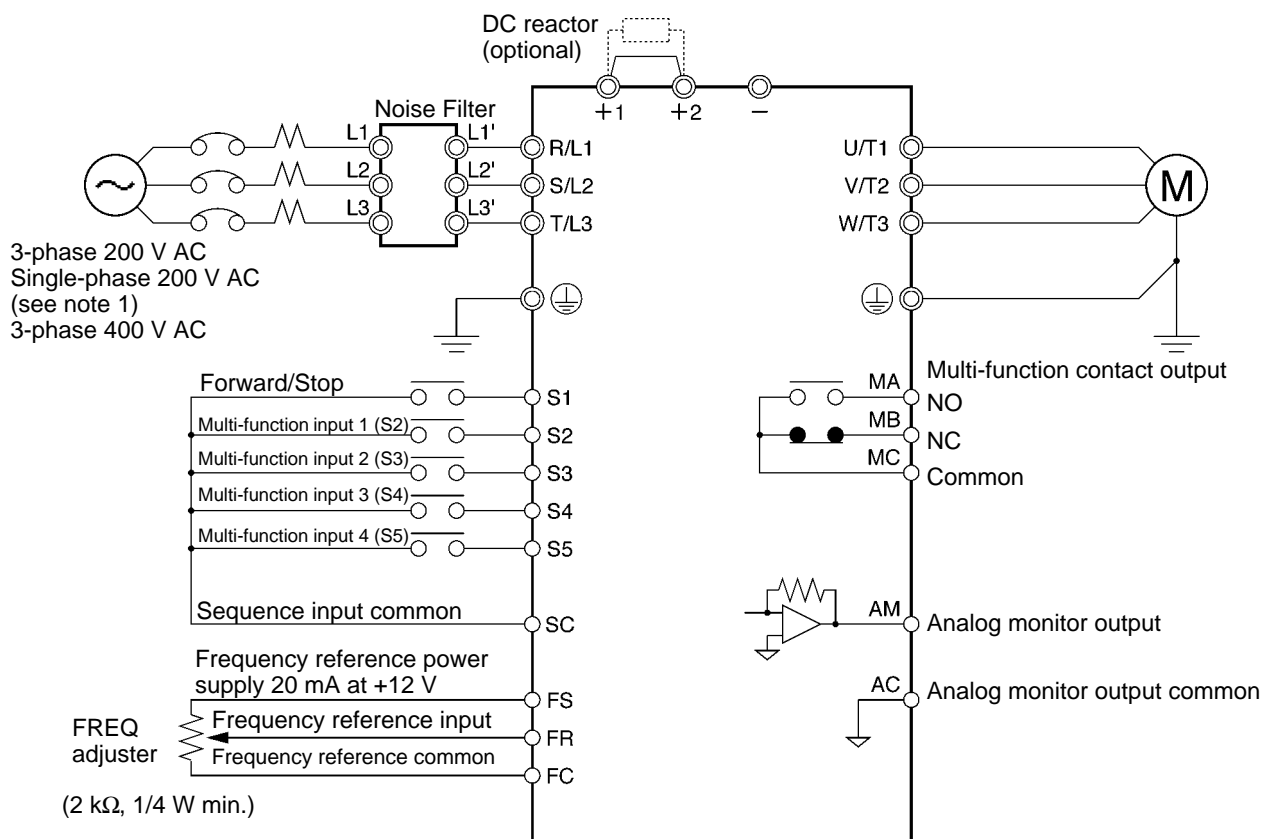 DC reactor
(optional)
+1
+2
−
Noise Filter
L1
L1'
R/L1
L2
L2'
S/L2
L3
L3'
T/L3
U/T1
V/T2
W/T3
M
3-phase 200 V AC
Single-phase 200 V AC
(see note 1)
3-phase 400 V AC
Forward/Stop
S1
Multi-function input 1 (S2)
S2
Multi-function input 2 (S3)
S3
Multi-function input 3 (S4)
S4
Multi-function input 4 (S5)
S5
Sequence input common
SC
Multi-function contact output
MA
NO
MB
NC
MC
Common
AM
Analog monitor output
AC
Analog monitor output common
Frequency reference power
supply 20 mA at +12 V
FS
FREQ
adjuster
Frequency reference input
FR
Frequency reference common
FC
(2 kΩ, 1/4 W min.)